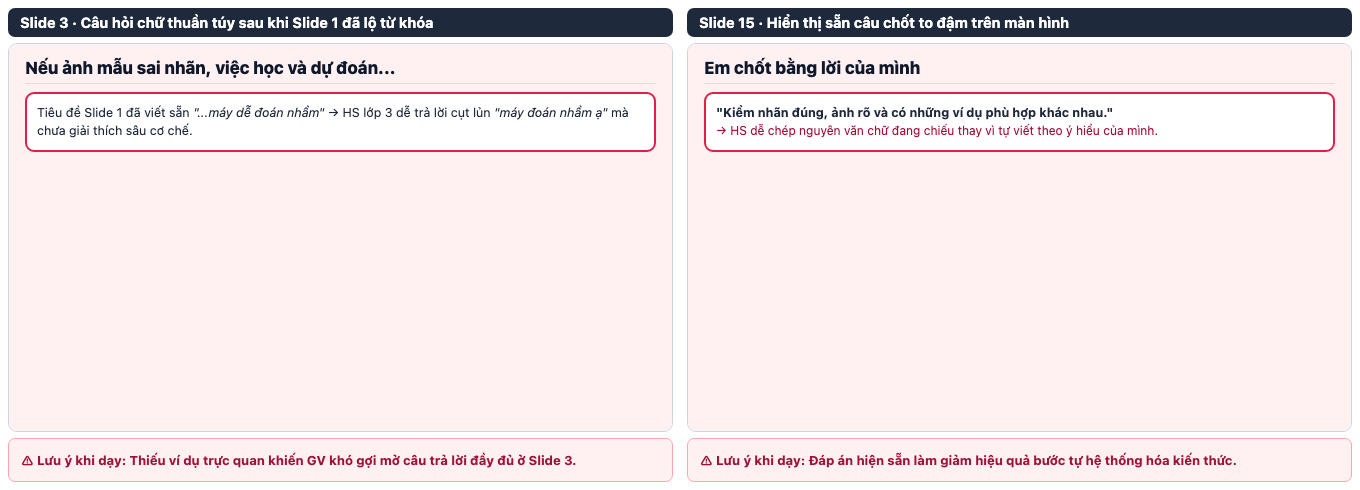 Slide 3 · Câu hỏi chữ thuần túy sau khi Slide 1 đã lộ từ khóa
Nếu ảnh mẫu sai nhãn, việc học và dự đoán...
Tiêu đề Slide 1 đã viết sẵn "...máy dễ đoán nhầm" → HS lớp 3 dễ trả lời cụt lủn "máy đoán nhầm ạ" mà
chưa giải thích sâu cơ chế.
⚠ Lưu ý khi dạy: Thiếu ví dụ trực quan khiến GV khó gợi mở câu trả lời đầy đủ ở Slide 3.
Slide 15 · Hiển thị sẵn câu chốt to đậm trên màn hình
Em chốt bằng lời của mình
"Kiểm nhãn đúng, ảnh rõ và có những ví dụ phù hợp khác nhau."
→ HS dễ chép nguyên văn chữ đang chiếu thay vì tự viết theo ý hiểu của mình.
⚠ Lưu ý khi dạy: Đáp án hiện sẵn làm giảm hiệu quả bước tự hệ thống hóa kiến thức.